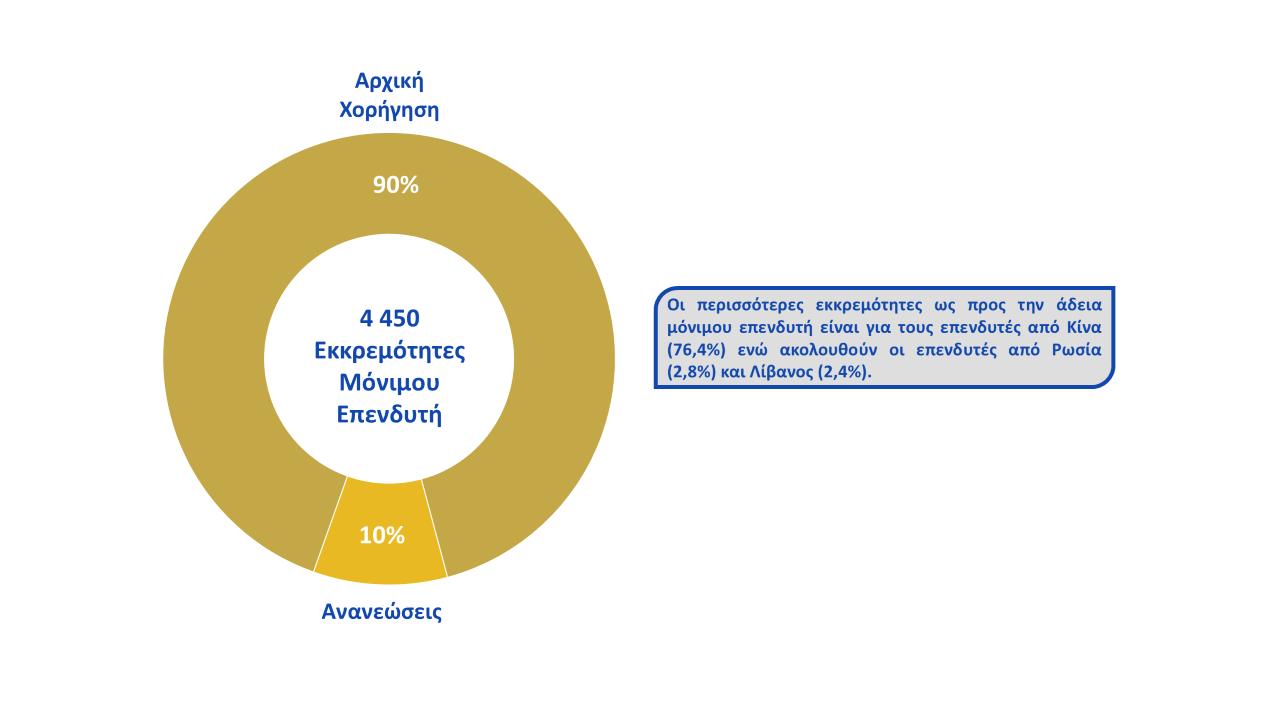 Αρχική
Χορήγηση
90%
4 450
Εκκρεμότητες
Μόνιμου
Επενδυτή
10%
Ανανεώσεις
Οι περισσότερες εκκρεμότητες ως προς την άδεια
μόνιμου επενδυτή είναι για τους επενδυτές από Κίνα
(76,4%) ενώ ακολουθούν οι επενδυτές από Ρωσία
(2,8%) και Λίβανος (2,4%).